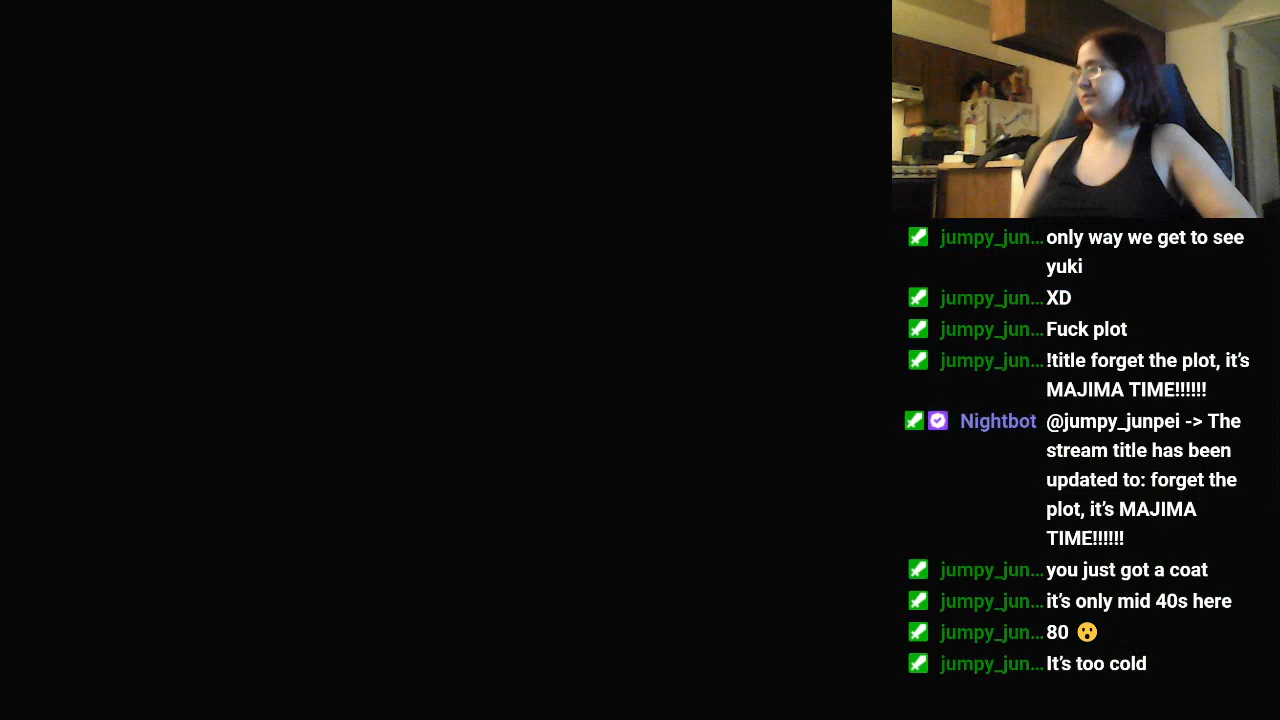 jumpy_jun... only way we get to see
yuki
jumpy_jun... XD
jumpy_jun... Fuck plot
jumpy_jun... !title forget the plot, it's
MAJIMA TIME!!!!!!
Nightbot @jumpy_junpei -> The
stream title has been
updated to: forget the
plot, it's MAJIMA
TIME!!!!!!
jumpy_jun... you just got a coat
jumpy_jun... it's only mid 40s here
jumpy_jun... 80 😮
jumpy_jun... It's too cold